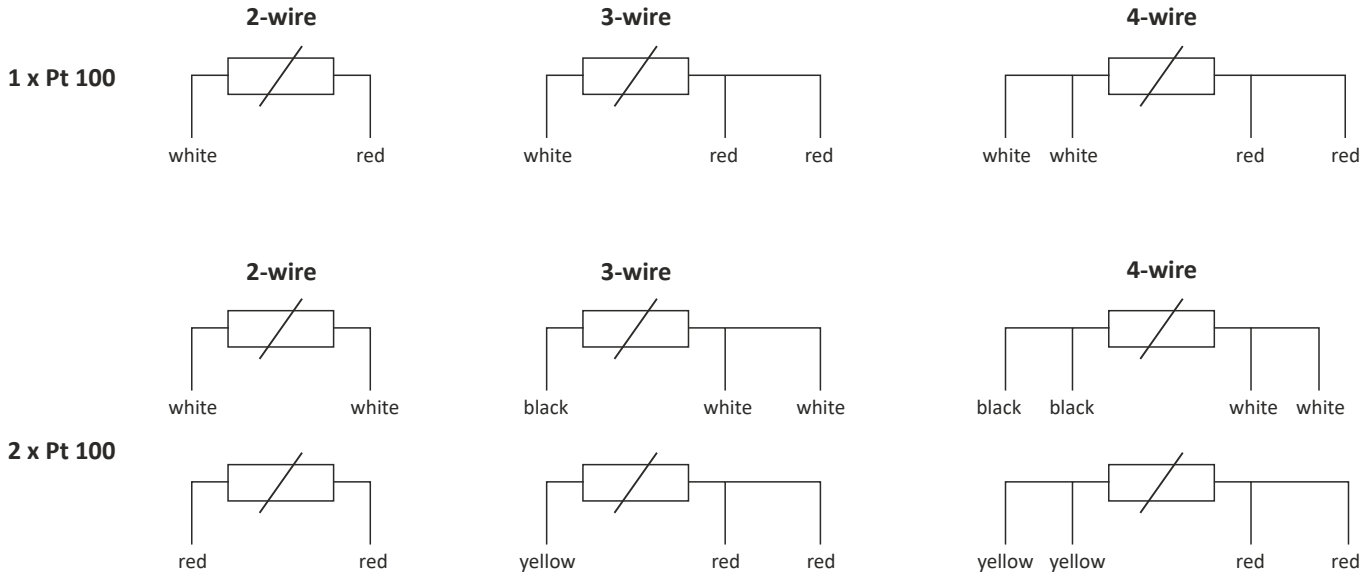 2-wire 3-wire 4-wire
1 x Pt 100
white red white red red white white red red
2-wire 3-wire 4-wire
white white black white white black black white white
2 x Pt 100
red red yellow red red yellow yellow red red